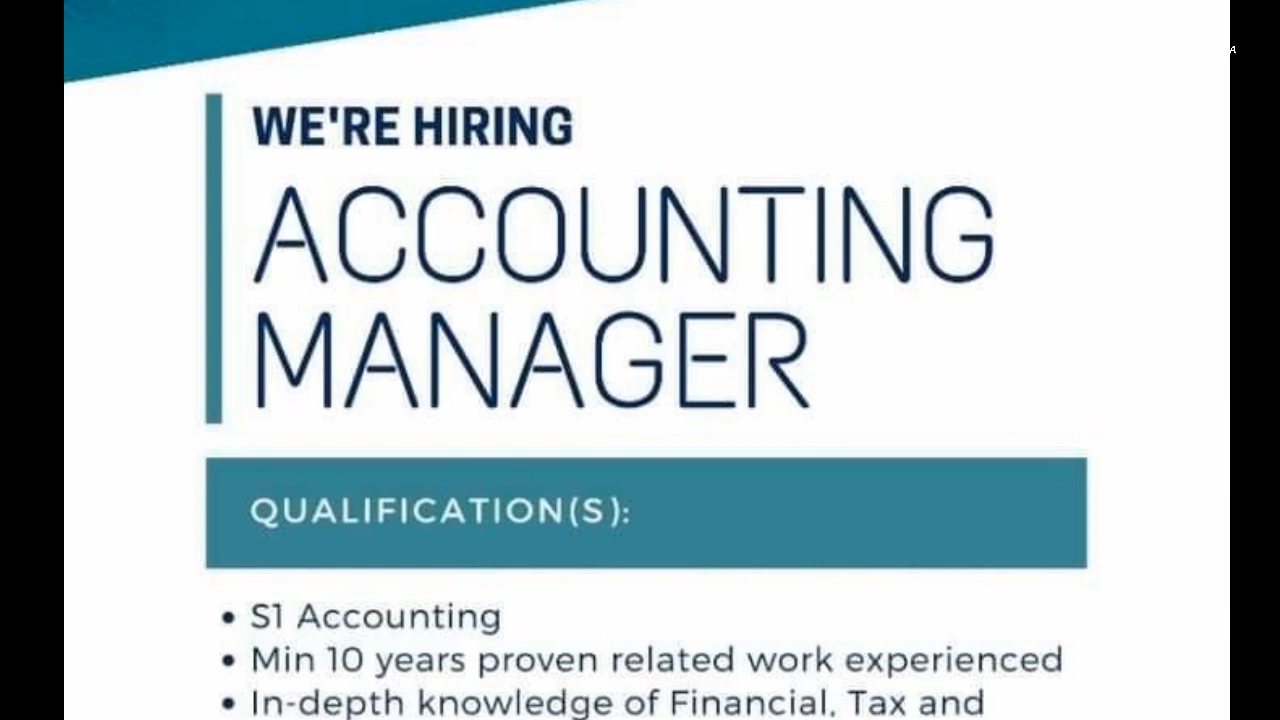 WE'RE HIRING
ACCOUNTING
MANAGER
QUALIFICATION(S):
• S1 Accounting
• Min 10 years proven related work experienced
• In-depth knowledge of Financial, Tax and
A